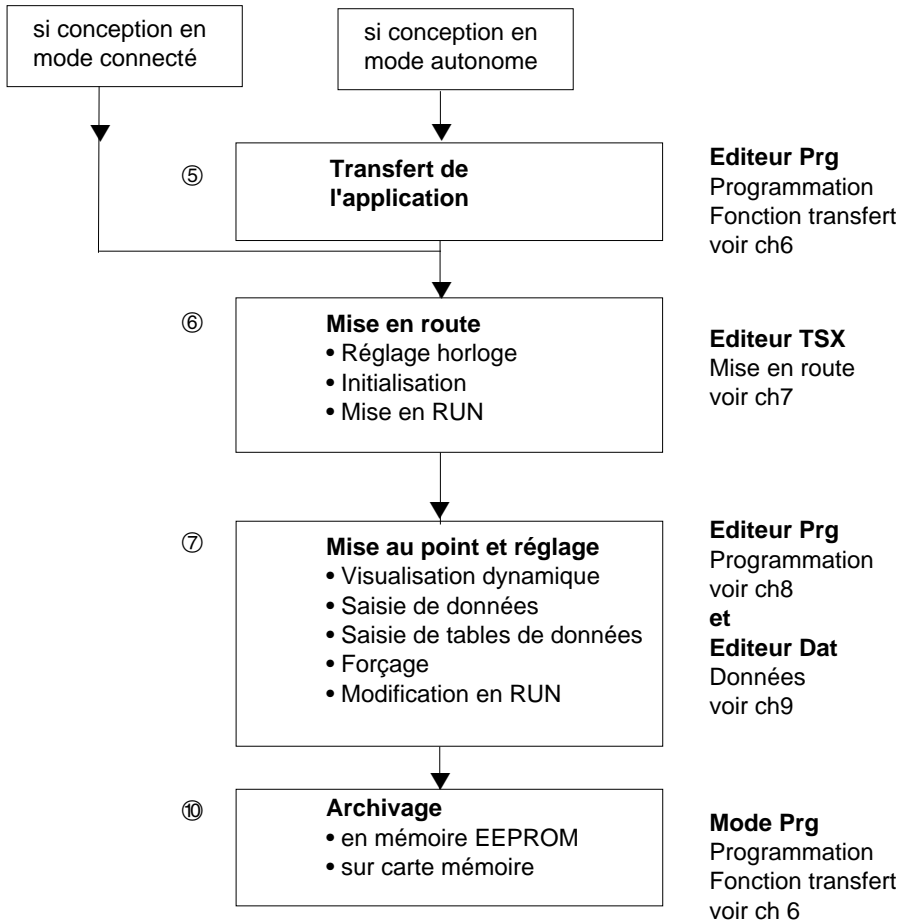 si conception en
mode connecté
si conception en
mode autonome
⑤
Transfert de
l'application
Editeur Prg
Programmation
Fonction transfert
voir ch6
⑥
Mise en route
• Réglage horloge
• Initialisation
• Mise en RUN
Editeur TSX
Mise en route
voir ch7
⑦
Mise au point et réglage
• Visualisation dynamique
• Saisie de données
• Saisie de tables de données
• Forçage
• Modification en RUN
Editeur Prg
Programmation
voir ch8
et
Editeur Dat
Données
voir ch9
⑩
Archivage
• en mémoire EEPROM
• sur carte mémoire
Mode Prg
Programmation
Fonction transfert
voir ch 6